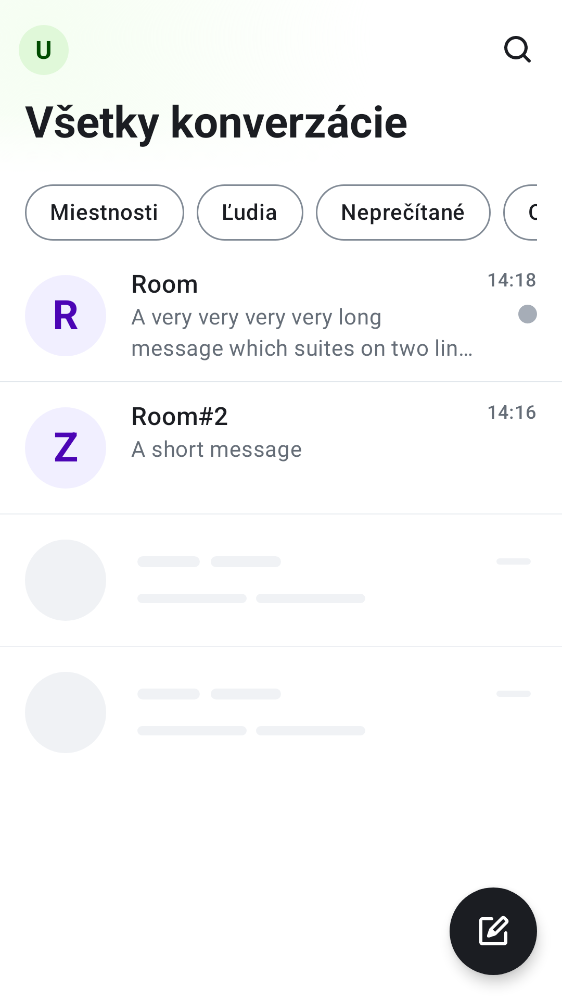 U
Všetky konverzácie
Miestnosti
Ľudia
Neprečítané
R
Room
14:18
A very very very very long
message which suites on two lin…
Z
Room#2
14:16
A short message